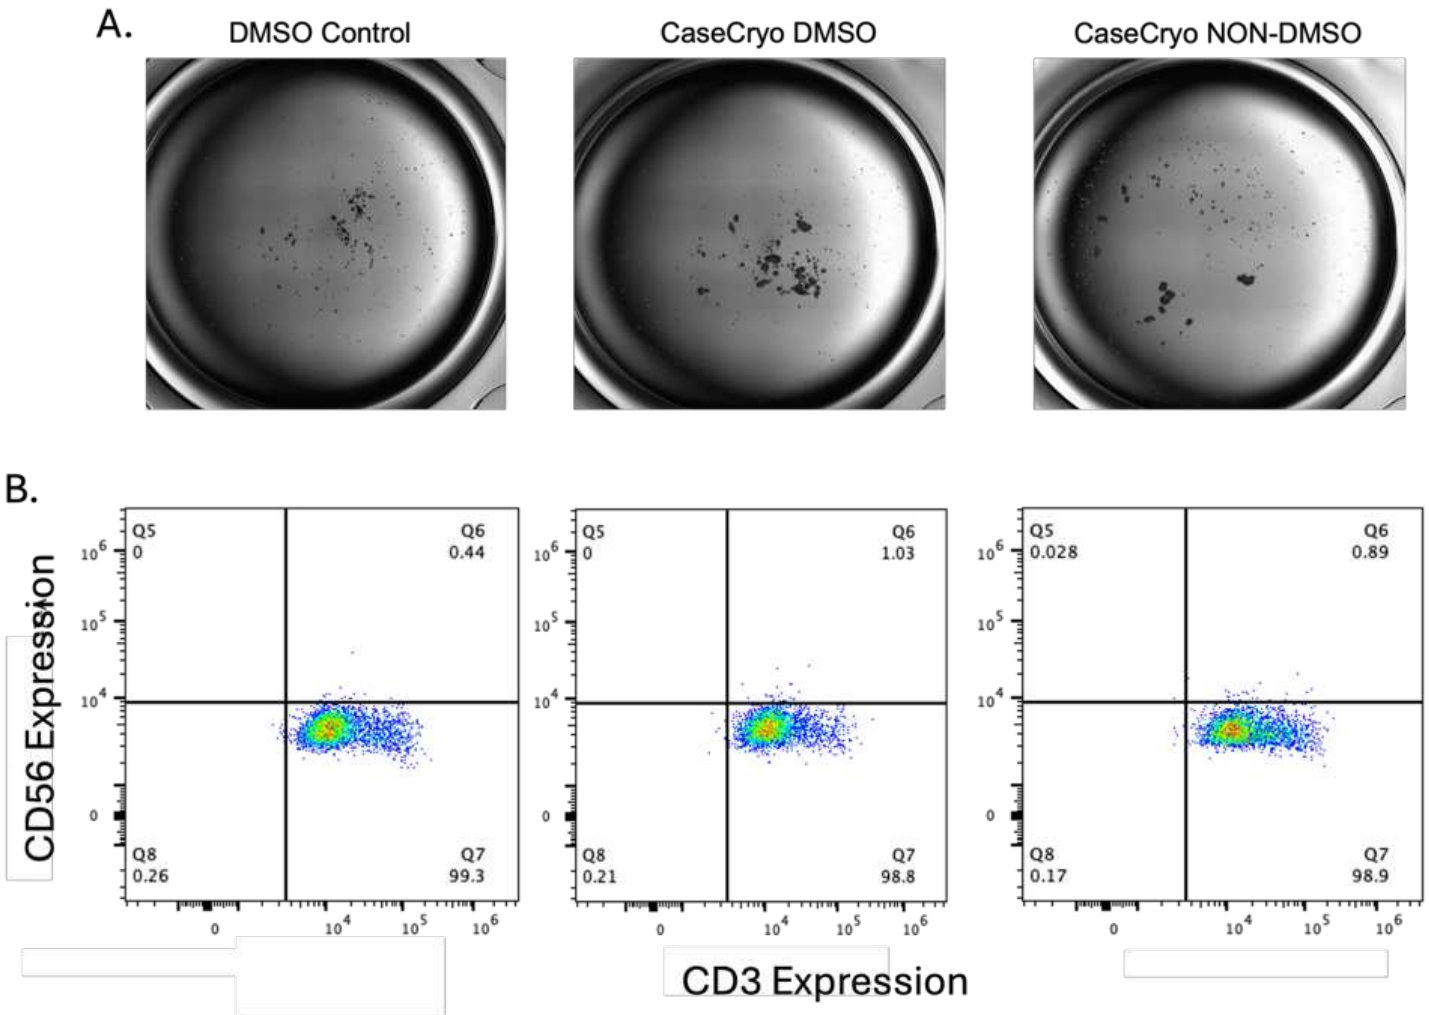 A.
DMSO Control
CaseCryo DMSO
CaseCryo NON-DMSO
B.
CD56 Expression
Q5
0
Q6
0.44
Q8
0.26
Q7
99.3
10^6
10^5
10^4
0
0
10^4
10^5
10^6
Q5
0
Q6
1.03
Q8
0.21
Q7
98.8
10^6
10^5
10^4
0
0
10^4
10^5
10^6
Q5
0.028
Q6
0.89
Q8
0.17
Q7
98.9
10^6
10^5
10^4
0
0
10^4
10^5
10^6
CD3 Expression